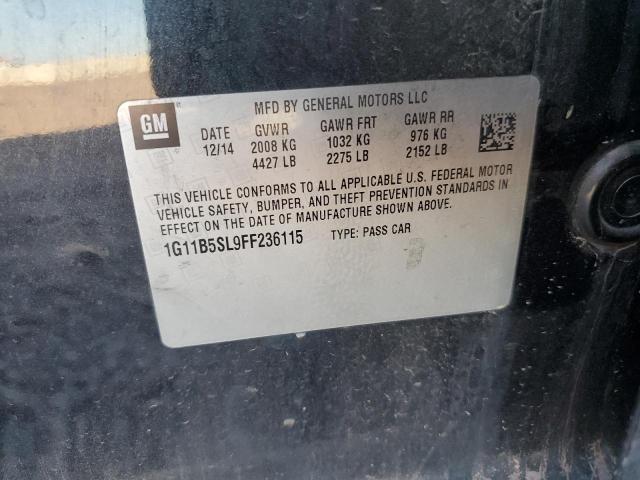 GM
MFD BY GENERAL MOTORS LLC
DATE GVWR GAWR FRT GAWR RR
12/14 2008 KG 1032 KG 976 KG
4427 LB 2275 LB 2152 LB
THIS VEHICLE CONFORMS TO ALL APPLICABLE U.S. FEDERAL MOTOR
VEHICLE SAFETY, BUMPER, AND THEFT PREVENTION STANDARDS IN
EFFECT ON THE DATE OF MANUFACTURE SHOWN ABOVE.
1G11B5SL9FF236115 TYPE: PASS CAR